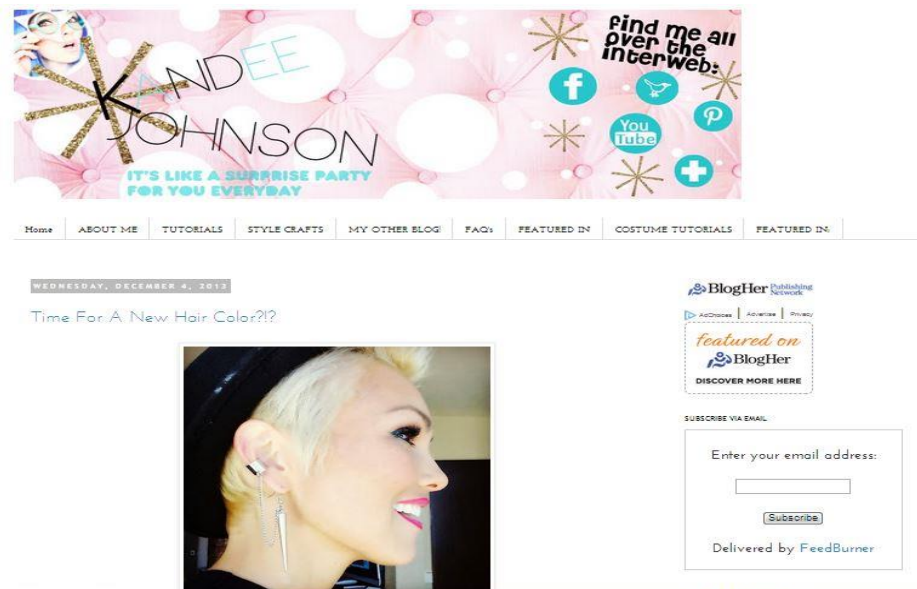 KANDEE
JOHNSON
IT'S LIKE A SURPRISE PARTY
FOR YOU EVERYDAY
find me all
over the
interweb:
f
P
You
Tube
Home ABOUT ME TUTORIALS STYLE CRAFTS MY OTHER BLOG! FAQ's FEATURED IN COSTUME TUTORIALS FEATURED IN:
WEDNESDAY, DECEMBER 4, 2013
Time For A New Hair Color?!?
BlogHer Publishing
Network
AdChoices Advertise Privacy
featured on
BlogHer
DISCOVER MORE HERE
SUBSCRIBE VIA EMAIL
Enter your email address:
Subscribe
Delivered by FeedBurner